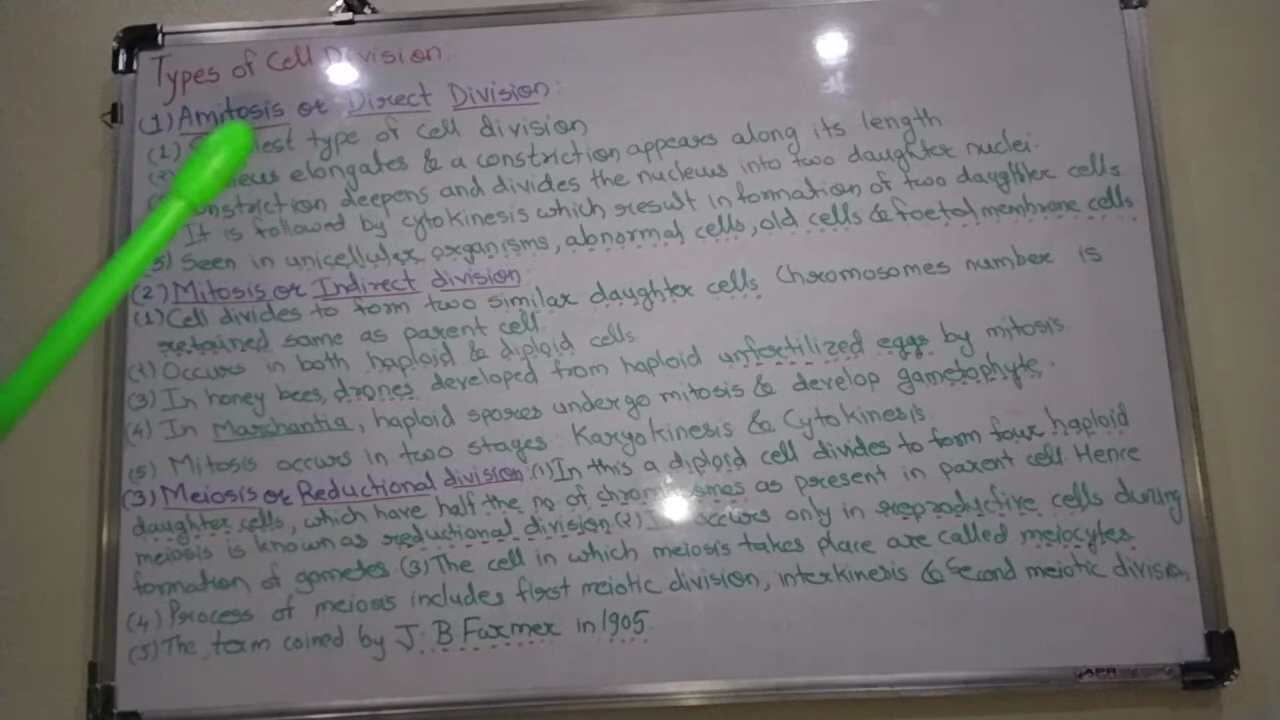 Types of Cell Division
(1) Amitosis or Direct Division:
(1) type of cell division
elongates & a constriction appears along its length
deepens and divides the nucleus into two daughter nuclei.
It is followed by cytokinesis which result in formation of two daughter cells
(5) Seen in unicellular organisms, abnormal cells, old cells & foetal membrane cells
(2) Mitosis or Indirect division
(1) Cell divides to form two similar daughter cells Chromosomes number is
retained same as parent cell
Occurs in both haploid & diploid cells
(3) In honey bees, drones developed from haploid unfertilized eggs by mitosis
(4) In Marchantia, haploid spores undergo mitosis & develop gametophyte.
(5) Mitosis occurs in two stages: Karyokinesis & Cytokinesis
(3) Meiosis or Reductional division (1) In this a diploid cell divides to form four haploid
daughter cells, which have half the no of chromosomes as present in parent cell. Hence
meiosis is known as reductional division (2) occurs only in reproductive cells during
formation of gametes (3) The cell in which meiosis takes place are called meiocytes
(4) Process of meiosis includes first meiotic division, interkinesis & Second meiotic division,
(5) The term coined by J. B Farmer in 1905